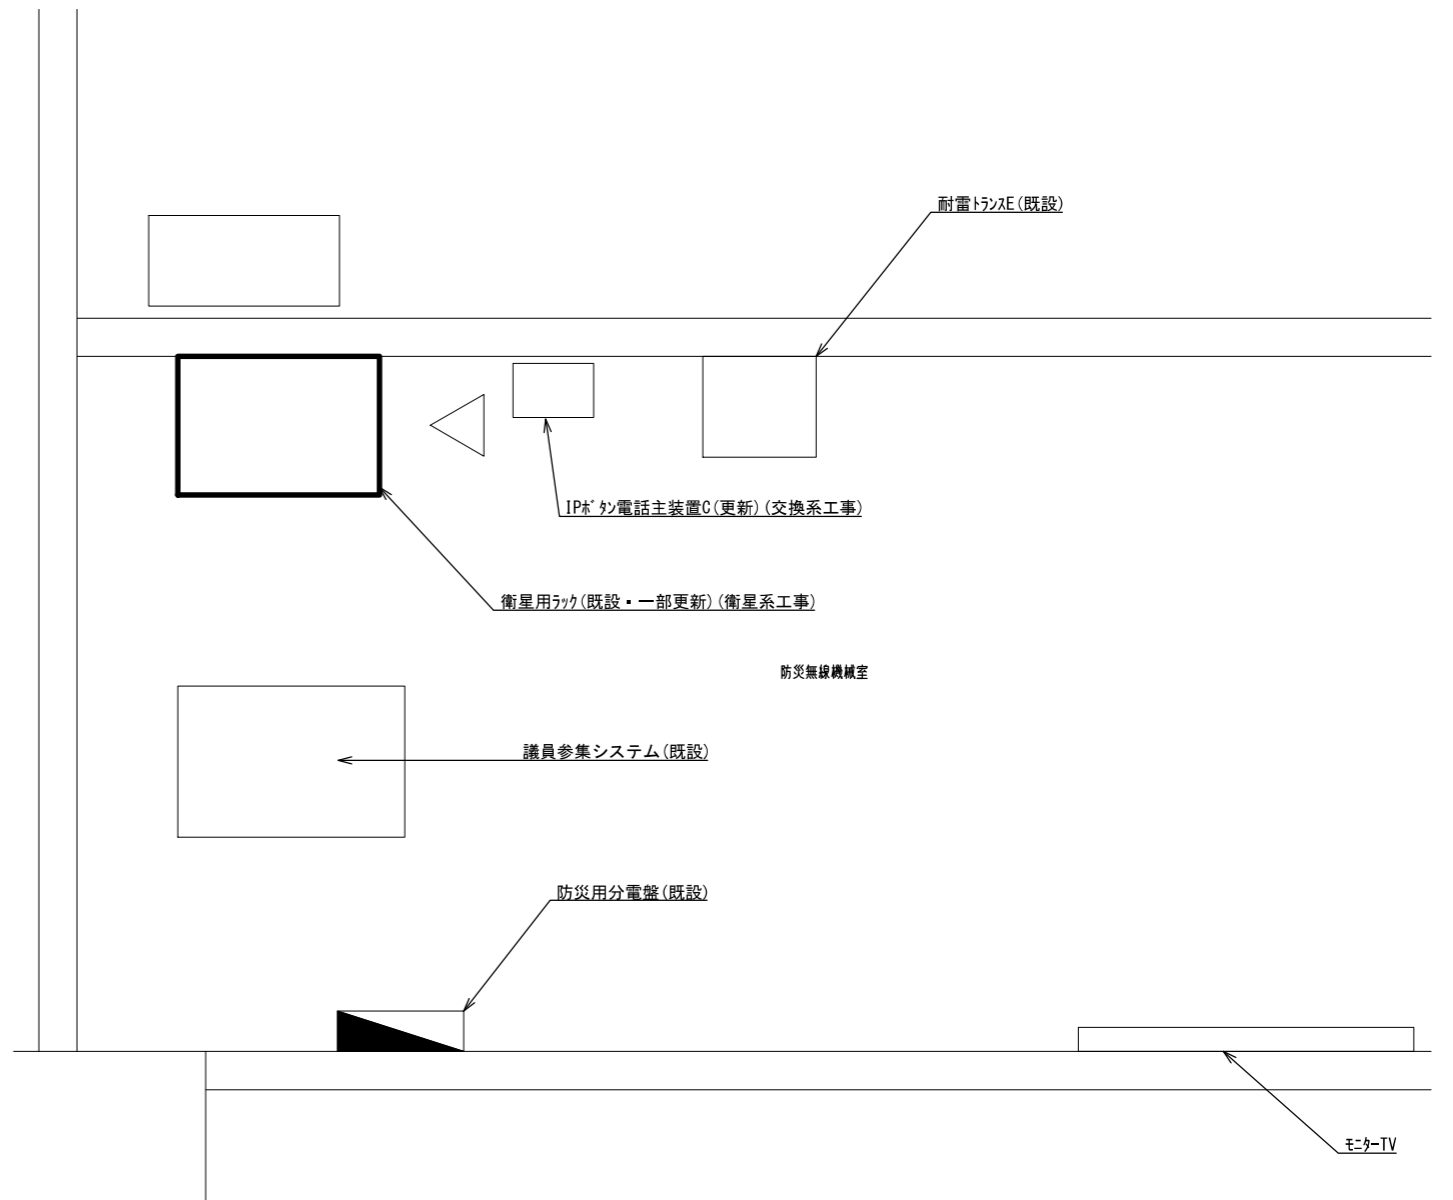 耐雷ﾄﾗﾝｽE(既設)
IPﾎﾞﾀﾝ電話主装置C(更新)(交換系工事)
衛星用ﾗｯｸ(既設・一部更新)(衛星系工事)
防災無線機械室
議員参集システム(既設)
防災用分電盤(既設)
ﾓﾆﾀｰTV